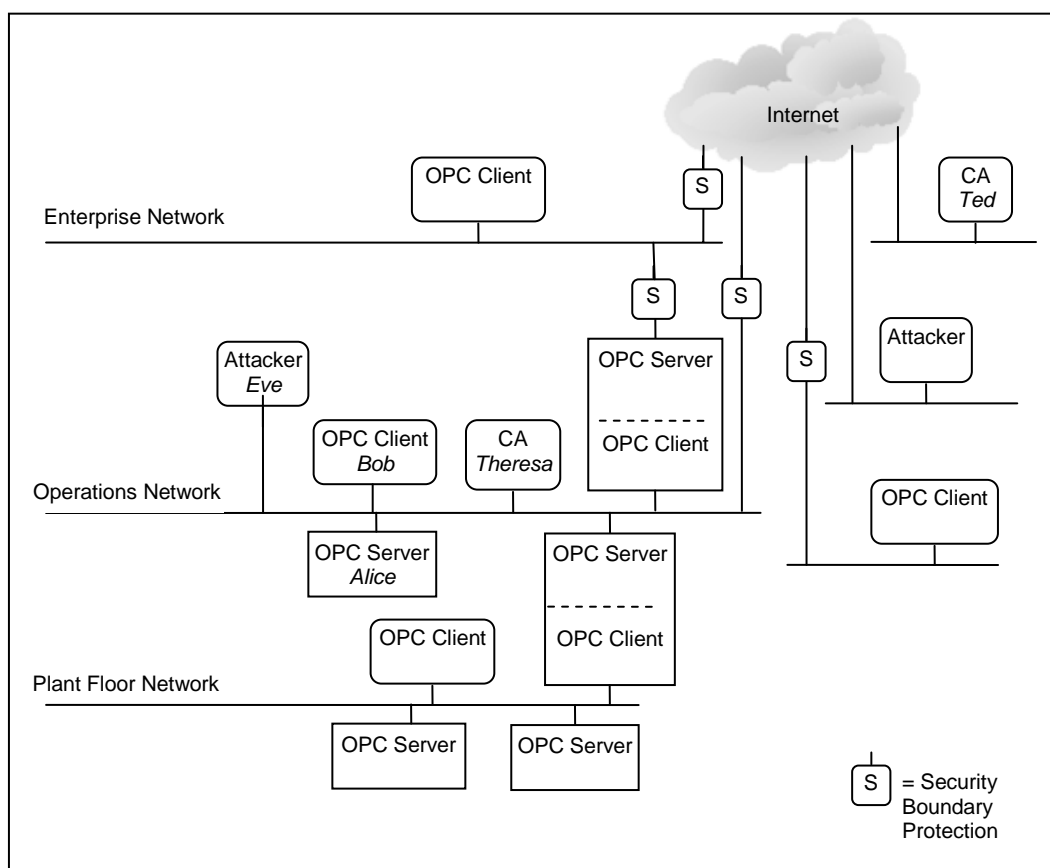 Internet
OPC Client
S
CA
Ted
Enterprise Network
S
S
Attacker
S
OPC Server
Attacker
Eve
OPC Client
Bob
CA
Theresa
OPC Client
Operations Network
OPC Client
OPC Server
Alice
OPC Server
OPC Client
OPC Client
Plant Floor Network
OPC Server
OPC Server
S
= Security
Boundary
Protection